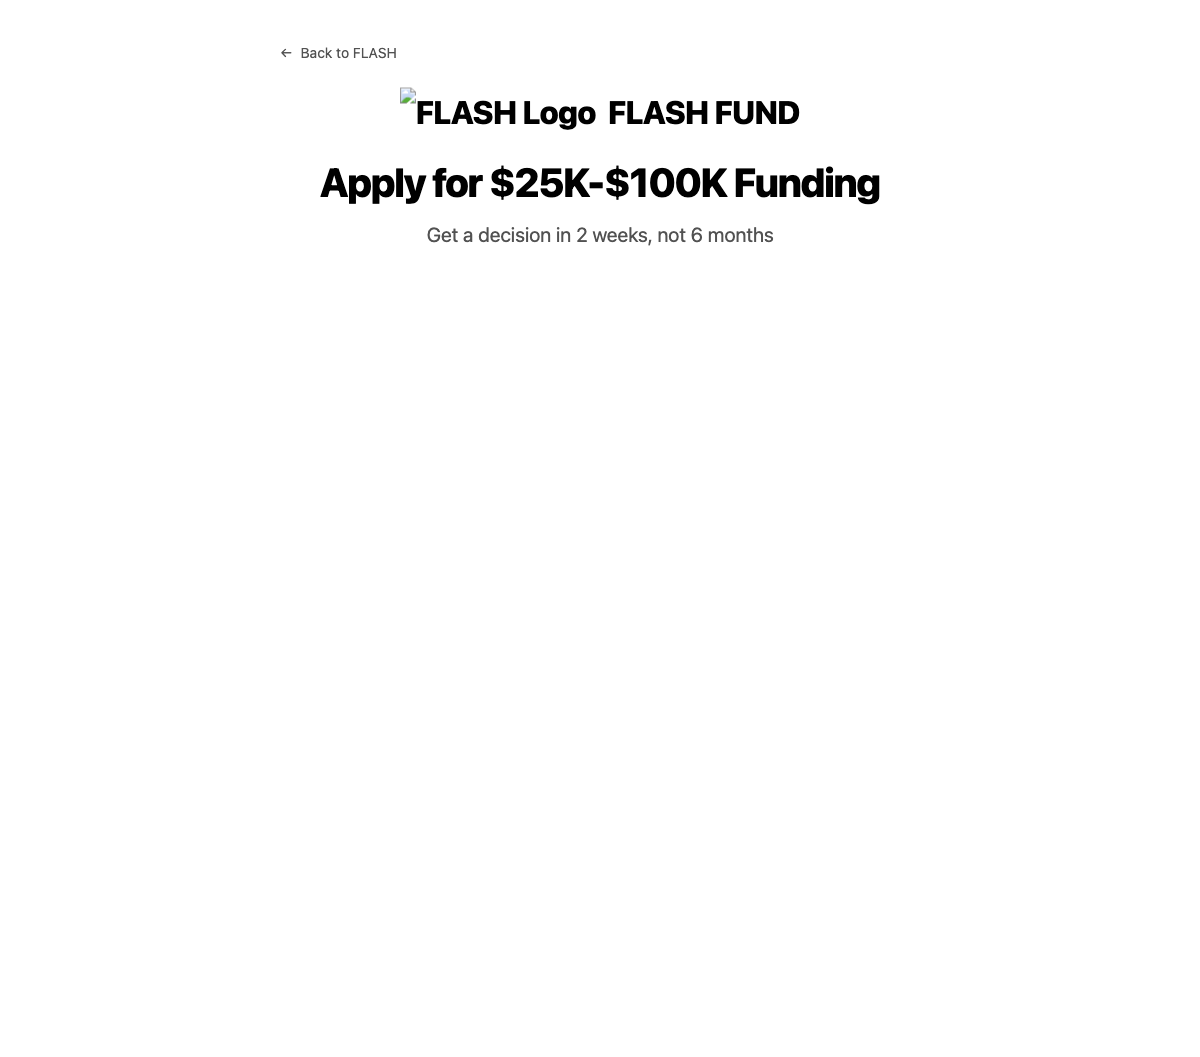 ← Back to FLASH
FLASH Logo FLASH FUND
Apply for $25K-$100K Funding
Get a decision in 2 weeks, not 6 months